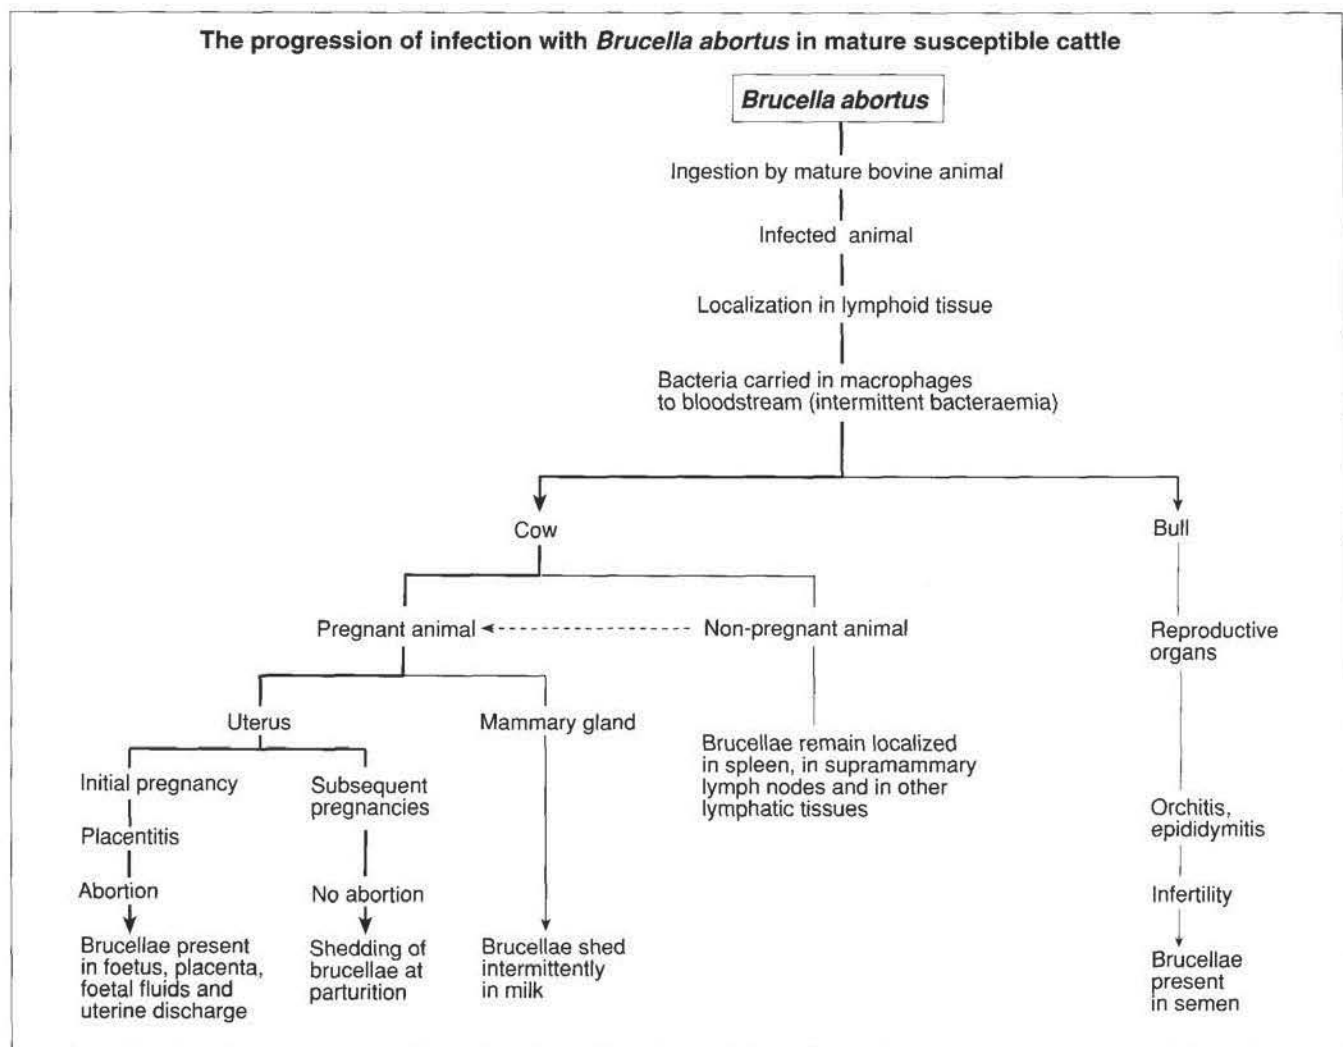 The progression of infection with Brucella abortus in mature susceptible cattle
Brucella abortus
Ingestion by mature bovine animal
Infected animal
Localization in lymphoid tissue
Bacteria carried in macrophages
to bloodstream (intermittent bacteraemia)
Cow
Bull
Pregnant animal
Non-pregnant animal
Reproductive
organs
Uterus
Mammary gland
Brucellae remain localized
in spleen, in supramammary
lymph nodes and in other
lymphatic tissues
Initial pregnancy
Subsequent
pregnancies
Orchitis,
epididymitis
Placentitis
Abortion
No abortion
Infertility
Brucellae present
in foetus, placenta,
foetal fluids and
uterine discharge
Shedding of
brucellae at
parturition
Brucellae shed
intermittently
in milk
Brucellae
present
in semen